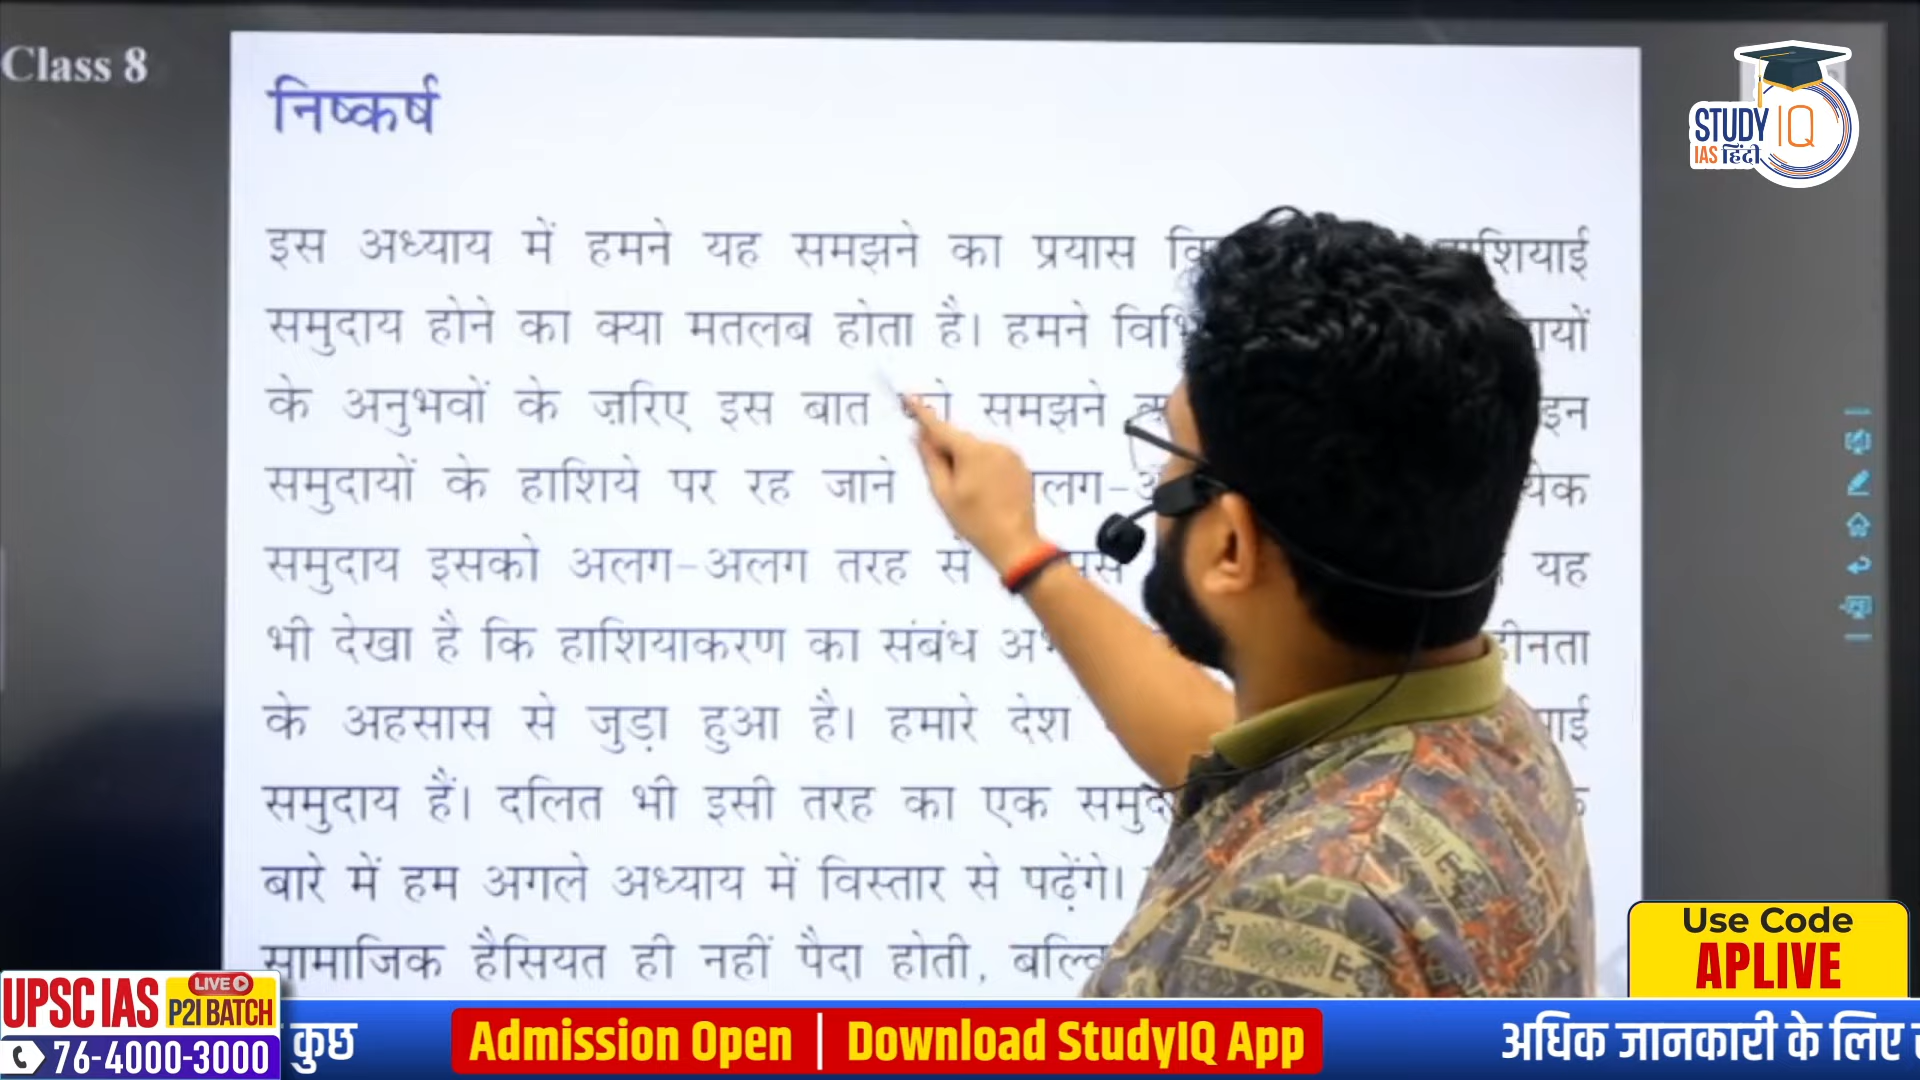 Class 8
STUDY IQ
IAS हिंदी
निष्कर्ष
इस अध्याय में हमने यह समझने का प्रयास
समुदाय होने का क्या मतलब होता है। हमने
के अनुभवों के ज़रिए इस बात समझने इन
समुदायों के हाशिये पर रह जाने
समुदाय इसको अलग-अलग तरह से यह
भी देखा है कि हाशियाकरण का संबंध
के अहसास से जुड़ा हुआ है। हमारे देश
समुदाय हैं। दलित भी इसी तरह का एक
बारे में हम अगले अध्याय में विस्तार से पढ़ेंगे।
सामाजिक हैसियत ही नहीं पैदा होती,
Use Code
APLIVE
UPSC IAS LIVE P2I BATCH
76-4000-3000
कुछ
Admission Open | Download StudyIQ App
अधिक जानकारी के लिए